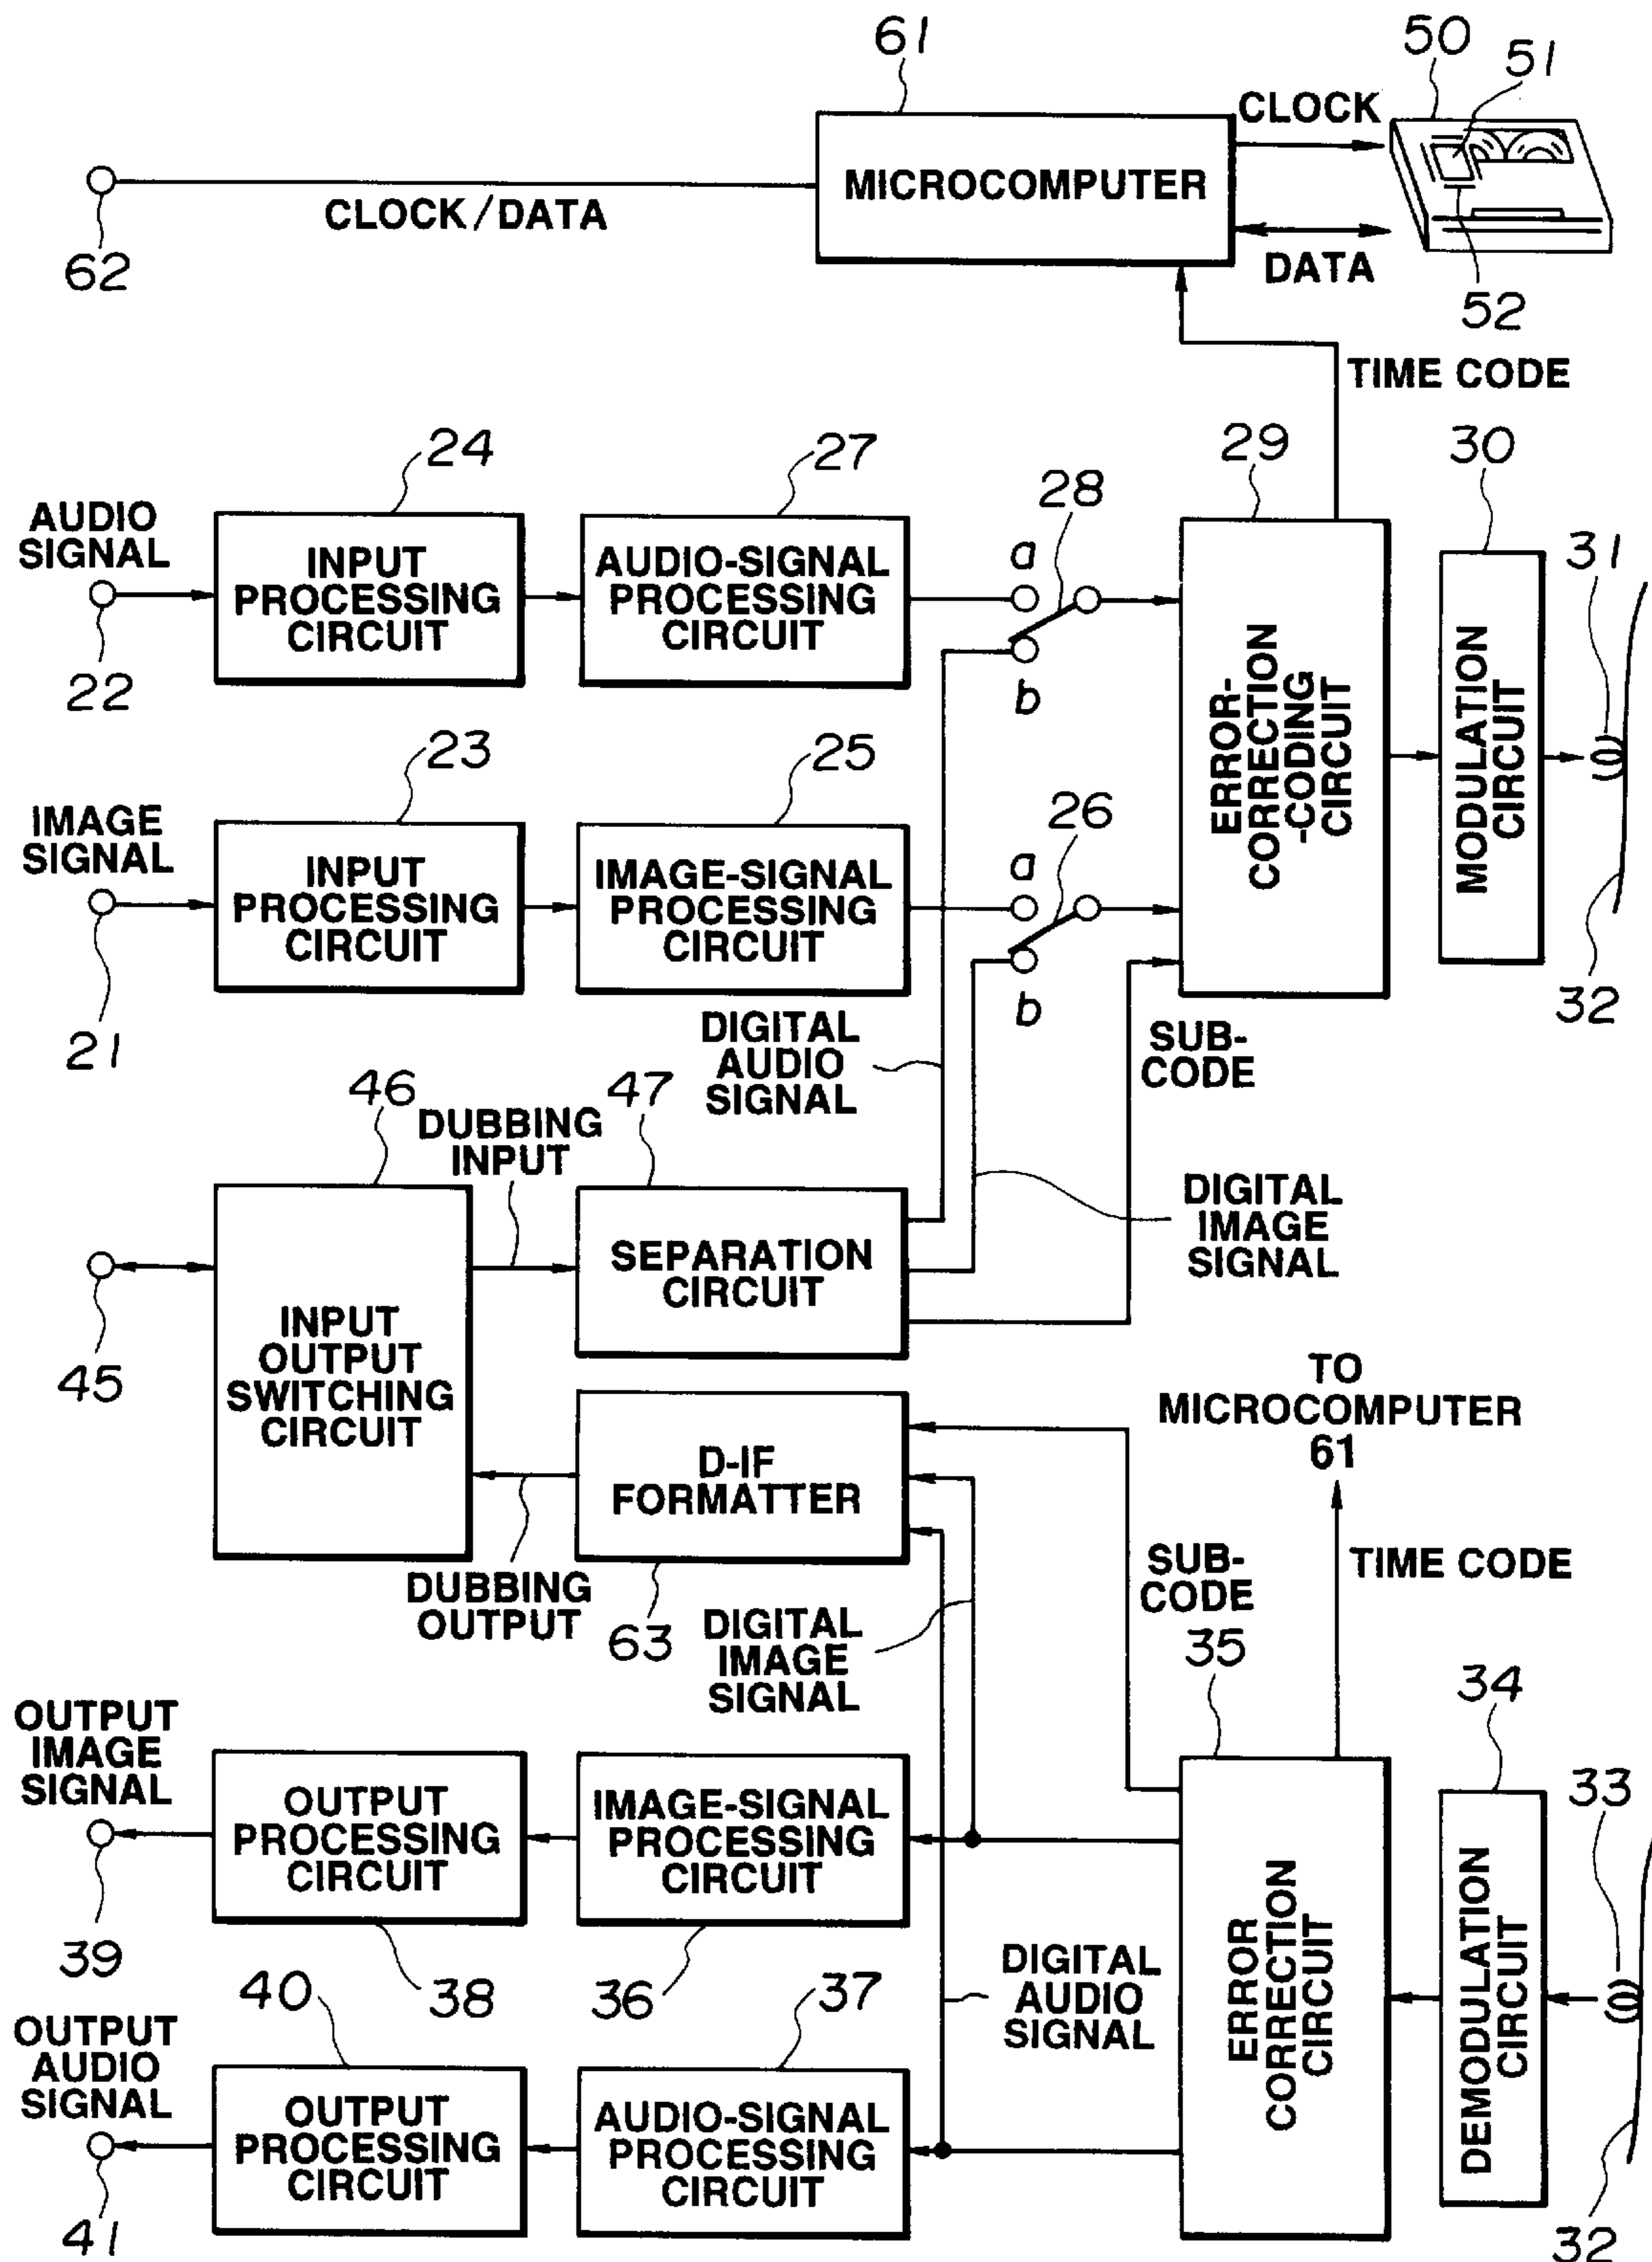 61
50
51
CLOCK
MICROCOMPUTER
CLOCK/DATA
62
DATA
52
TIME CODE
24
27
28
29
30
31
AUDIO
SIGNAL
22
INPUT
PROCESSING
CIRCUIT
AUDIO-SIGNAL
PROCESSING
CIRCUIT
a
b
ERROR-
CORRECTION
-CODING
CIRCUIT
MODULATION
CIRCUIT
32
23
25
26
IMAGE
SIGNAL
21
INPUT
PROCESSING
CIRCUIT
IMAGE-SIGNAL
PROCESSING
CIRCUIT
a
b
DIGITAL
AUDIO
SIGNAL
SUB-
CODE
46
DUBBING
INPUT
47
DIGITAL
IMAGE
SIGNAL
45
INPUT
OUTPUT
SWITCHING
CIRCUIT
SEPARATION
CIRCUIT
TO
MICROCOMPUTER
61
D-IF
FORMATTER
DUBBING
OUTPUT
63
DIGITAL
IMAGE
SIGNAL
SUB-
CODE
TIME CODE
35
34
33
OUTPUT
IMAGE
SIGNAL
39
OUTPUT
PROCESSING
CIRCUIT
38
IMAGE-SIGNAL
PROCESSING
CIRCUIT
36
DIGITAL
AUDIO
SIGNAL
ERROR
CORRECTION
CIRCUIT
DEMODULATION
CIRCUIT
32
40
37
OUTPUT
AUDIO
SIGNAL
41
OUTPUT
PROCESSING
CIRCUIT
AUDIO-SIGNAL
PROCESSING
CIRCUIT